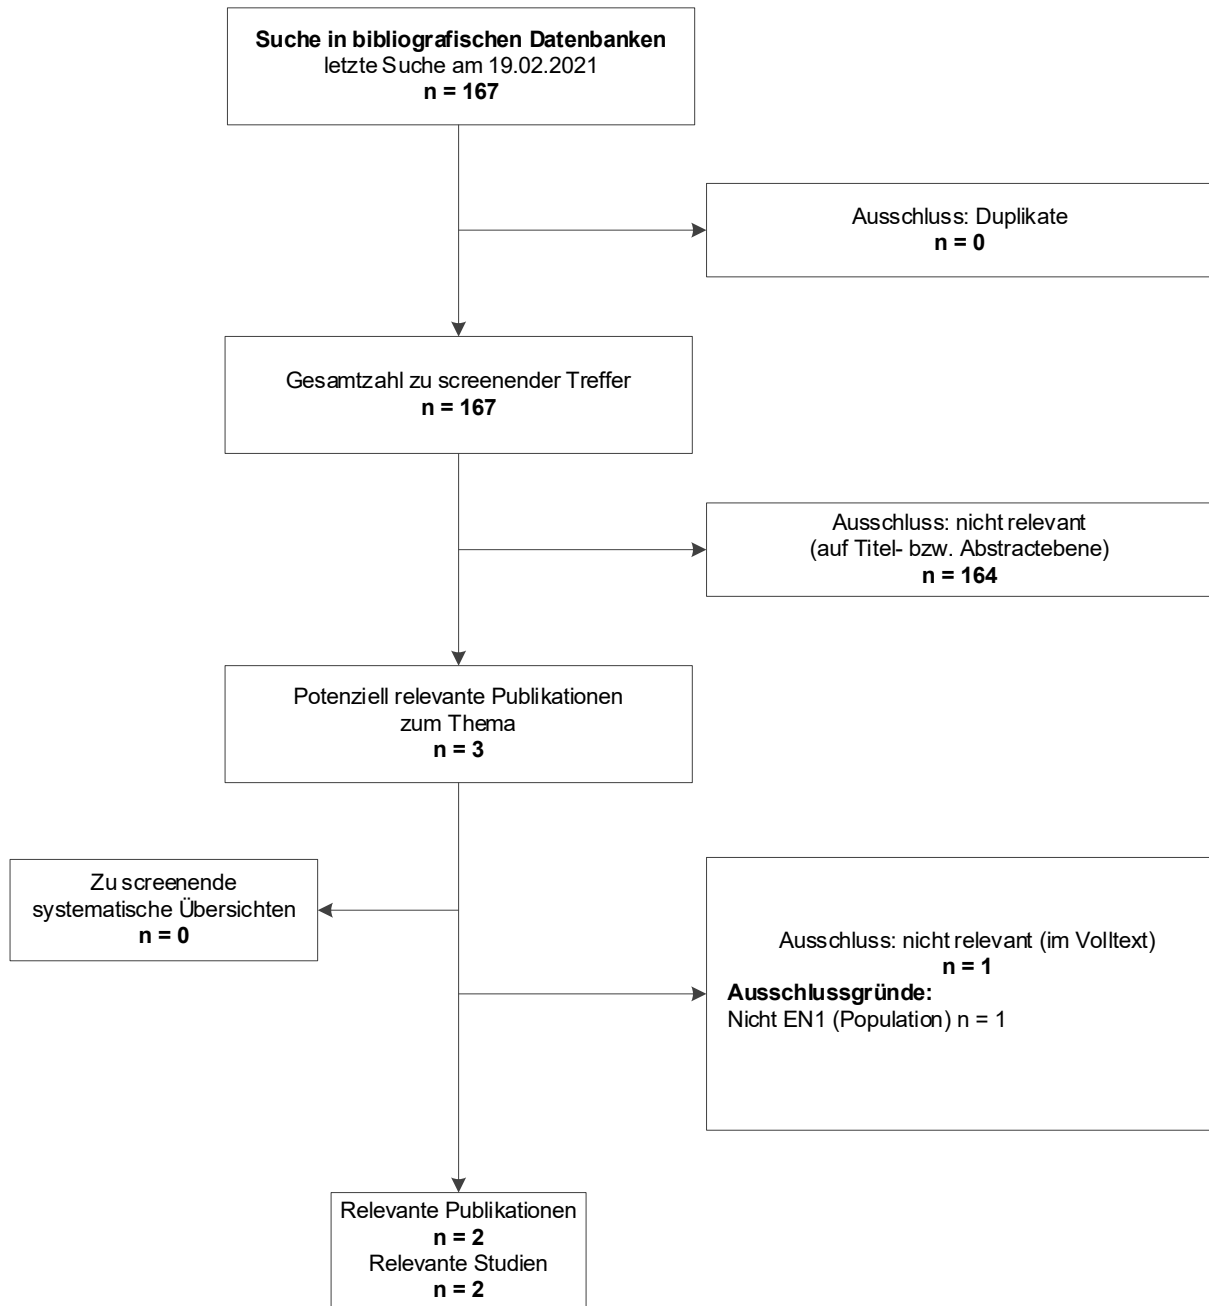 Suche in bibliografischen Datenbanken
letzte Suche am 19.02.2021
n = 167
Ausschluss: Duplikate
n = 0
Gesamtzahl zu screenender Treffer
n = 167
Ausschluss: nicht relevant
(auf Titel- bzw. Abstractebene)
n = 164
Potenziell relevante Publikationen
zum Thema
n = 3
Zu screenende
systematische Übersichten
n = 0
Ausschluss: nicht relevant (im Volltext)
n = 1
Ausschlussgründe:
Nicht EN1 (Population) n = 1
Relevante Publikationen
n = 2
Relevante Studien
n = 2